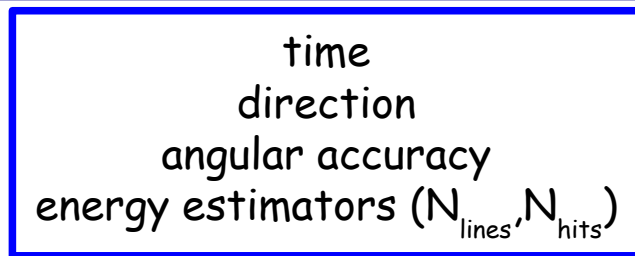 time
direction
angular accuracy
energy estimators (N_lines,N_hits)